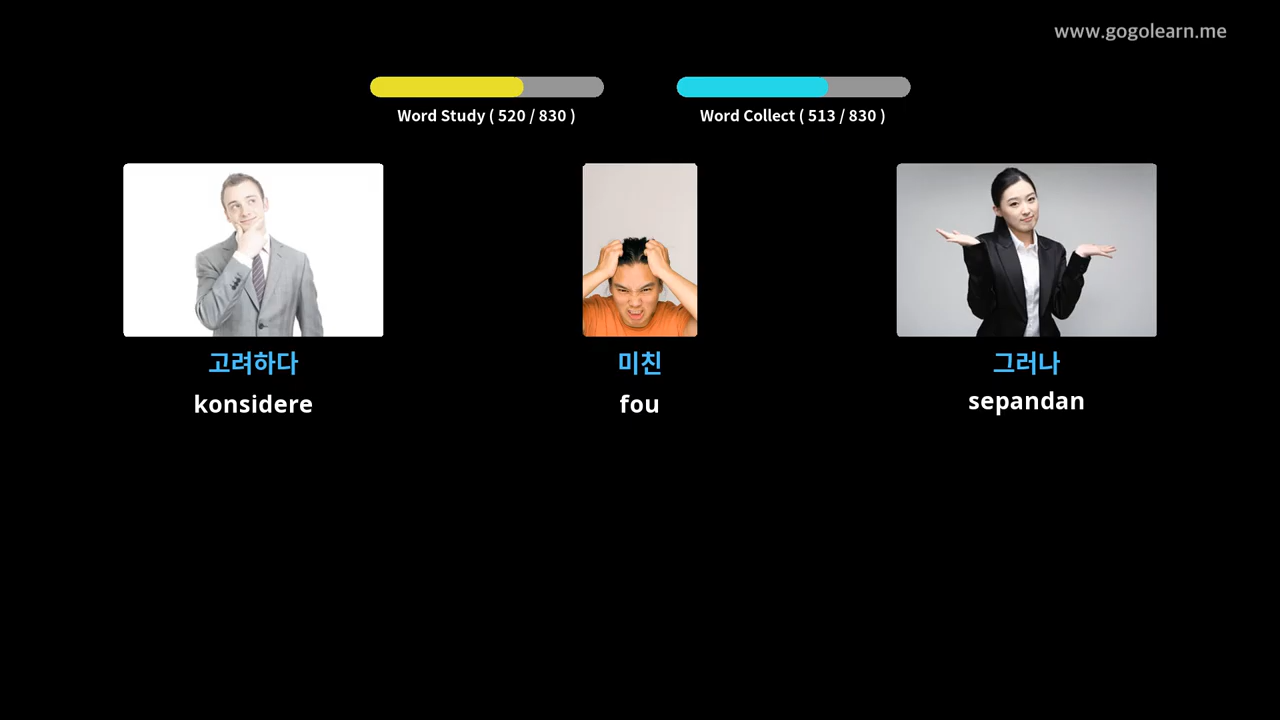 www.gogolearn.me
Word Study ( 520 / 830 )
Word Collect ( 513 / 830 )
고려하다
konsidere
미친
fou
그러나
sepandan